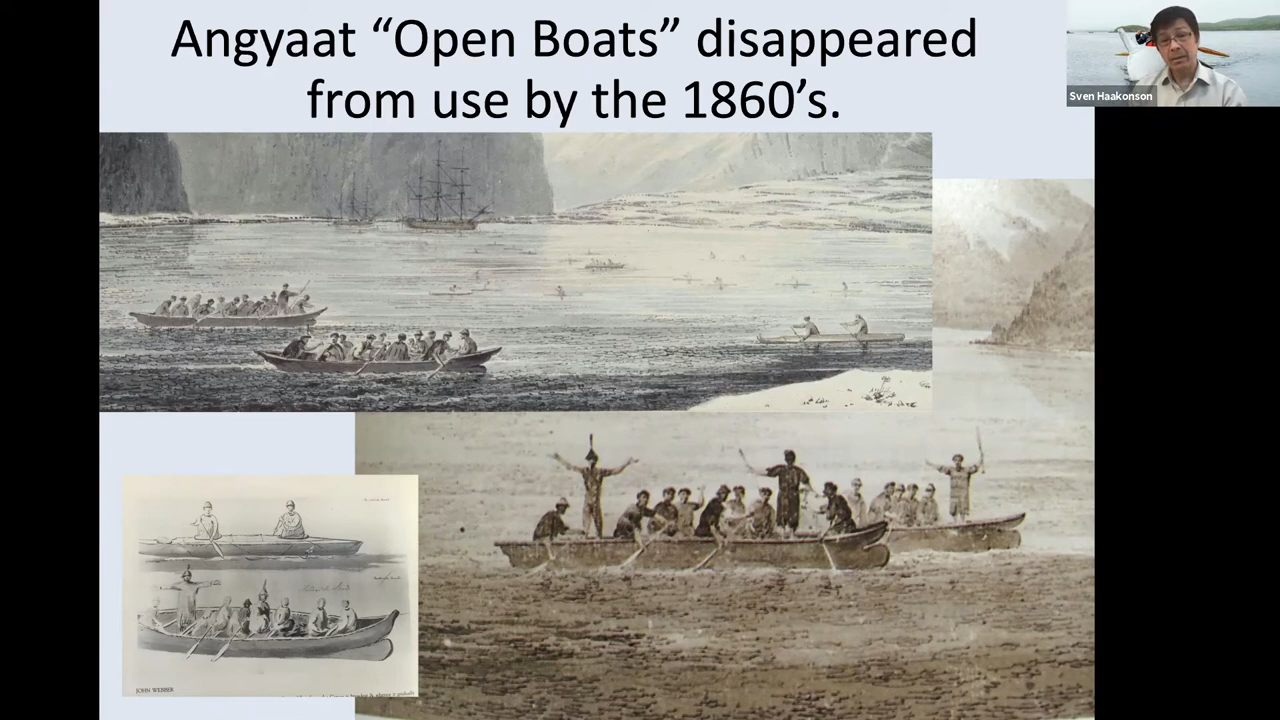 Angyaat “Open Boats” disappeared
from use by the 1860’s.
Sven Haakonson
JOHN WEBBER